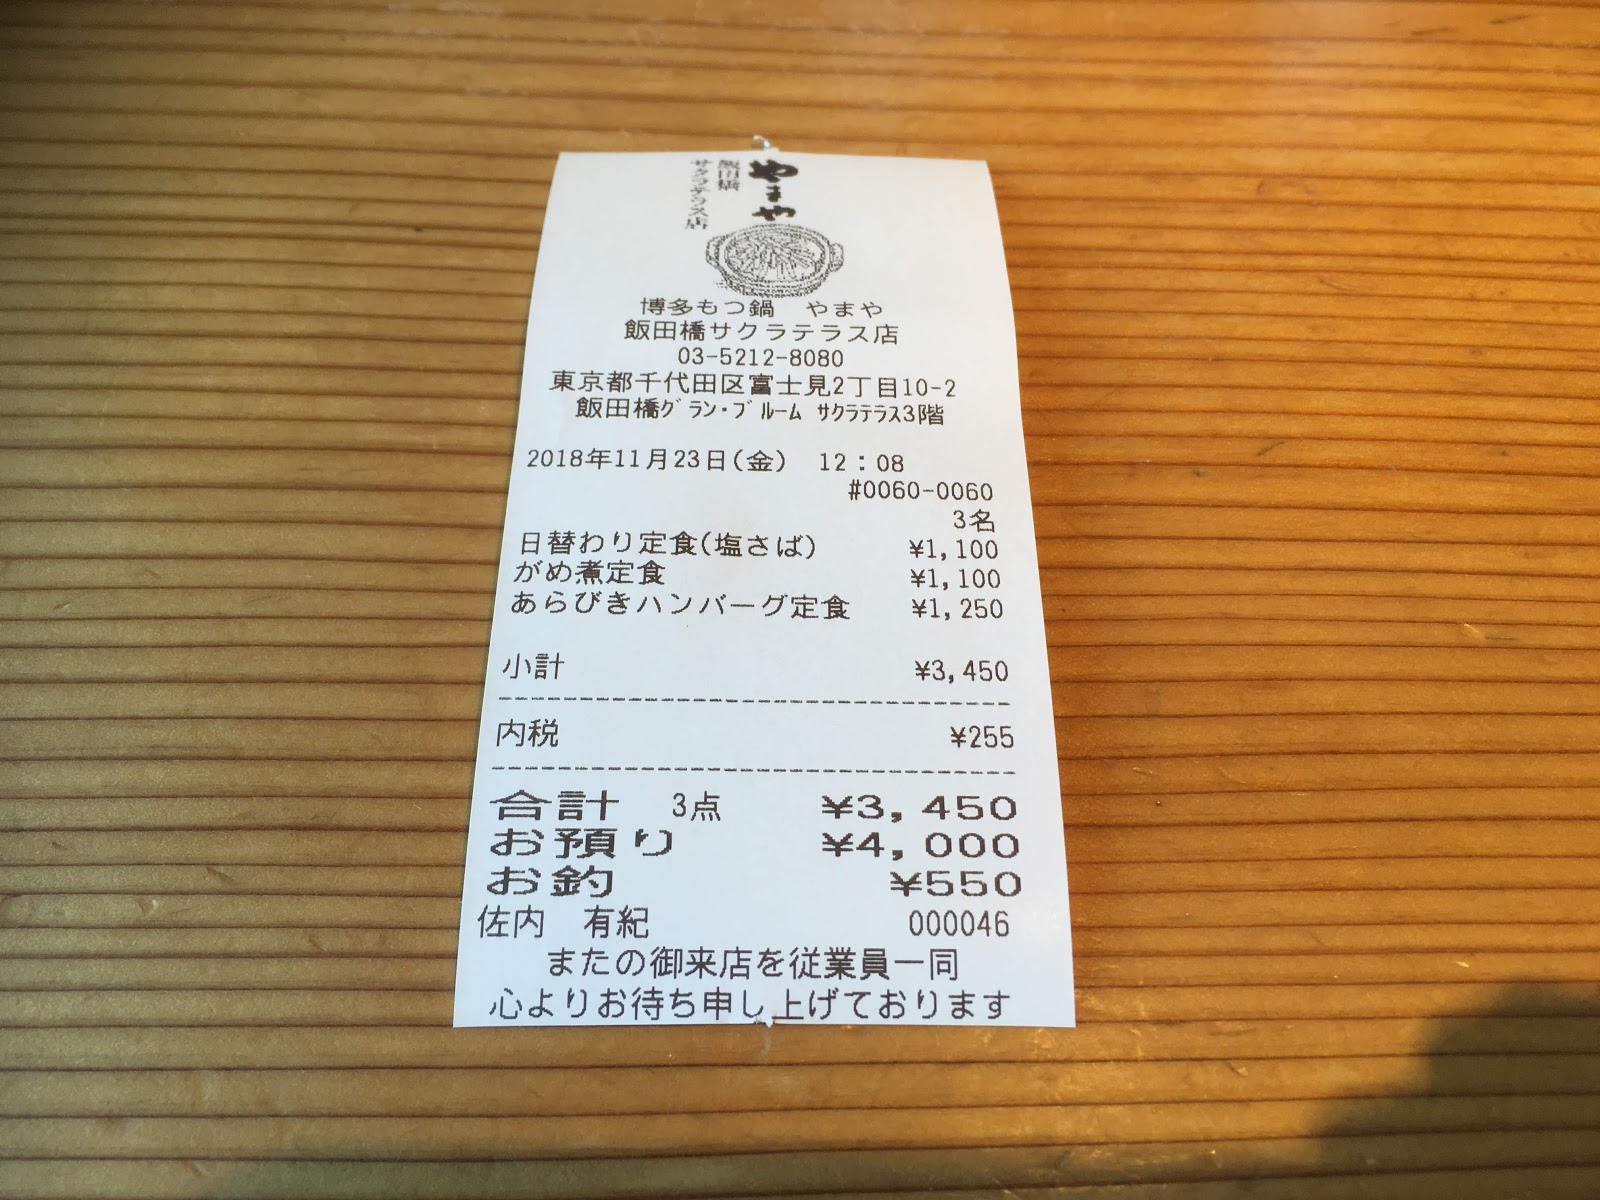 やまや
飯田橋
サクラテラス店
博多もつ鍋　やまや
飯田橋サクラテラス店
03-5212-8080
東京都千代田区富士見2丁目10-2
飯田橋ｸﾞﾗﾝ･ﾌﾞﾙｰﾑ ｻｸﾗﾃﾗｽ3階
2018年11月23日(金)　12：08
#0060-0060
3名
日替わり定食(塩さば)　¥1,100
がめ煮定食　¥1,100
あらびきハンバーグ定食　¥1,250
小計　¥3,450
内税　¥255
合計　3点　¥3,450
お預り　¥4,000
お釣　¥550
佐内　有紀　000046
またの御来店を従業員一同
心よりお待ち申し上げております